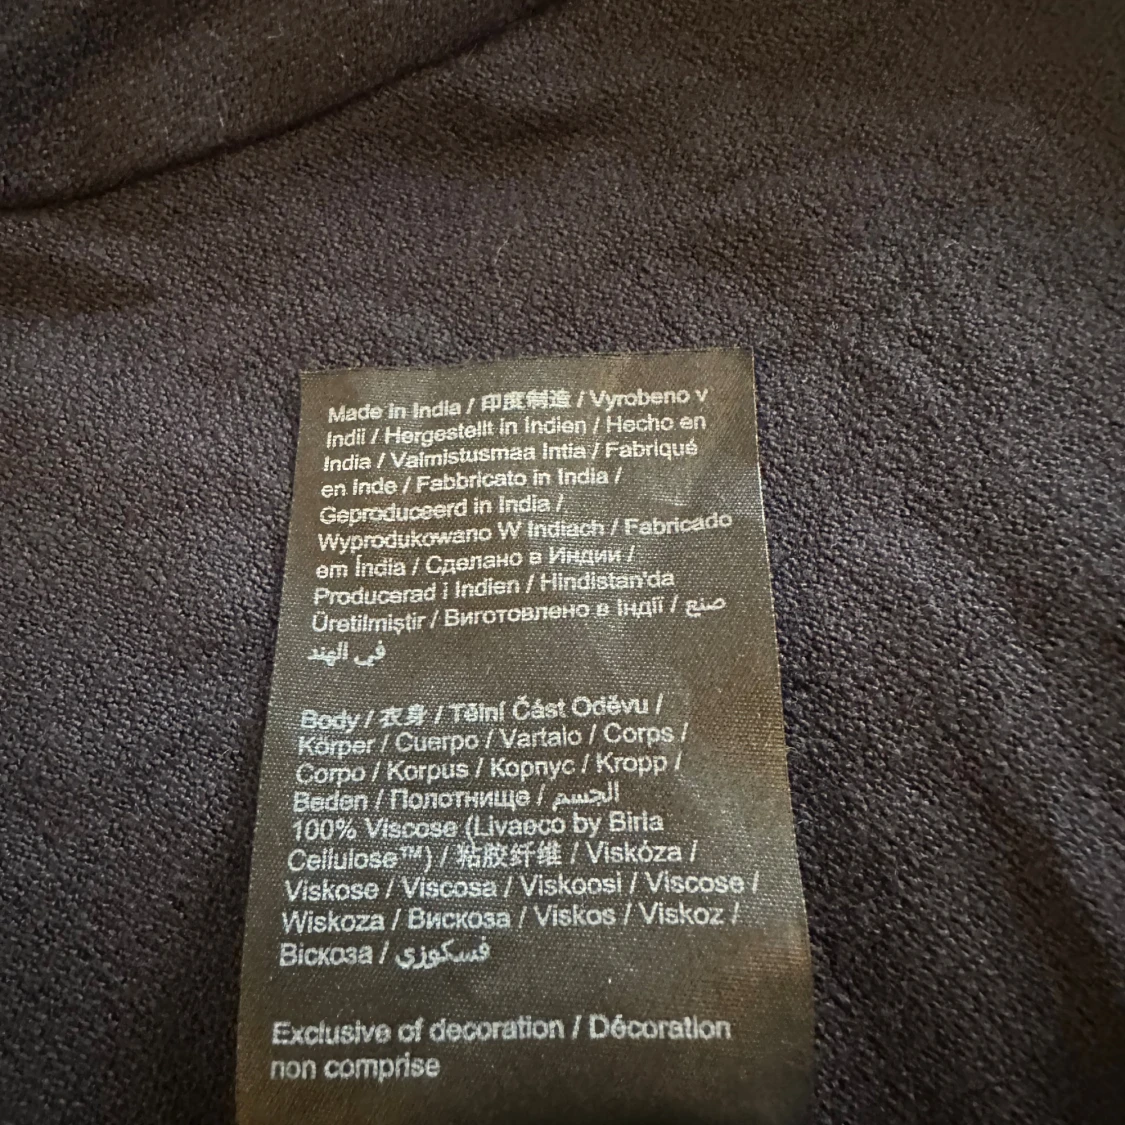 Made in India / 印度制造 / Vyrobeno v
Indii / Hergestellt in Indien / Hecho en
India / Valmistusmaa Intia / Fabriqué
en Inde / Fabbricato in India /
Geproduceerd in India /
Wyprodukowano W Indiach / Fabricado
em Índia / Сделано в Индии /
Producerad i Indien / Hindistan'da
Üretilmiştir / Виготовлено в Індії / صنع
في الهند
Body / 衣身 / Tělní Část Oděvu /
Körper / Cuerpo / Vartalo / Corps /
Corpo / Korpus / Корпус / Kropp /
Beden / Полотнище / الجسم
100% Viscose (Livaeco by Birla
Cellulose™) / 粘胶纤维 / Viskóza /
Viskose / Viscosa / Viskoosi / Viscose /
Wiskoza / Вискоза / Viskos / Viskoz /
Віскоза / فسكوزي
Exclusive of decoration / Décoration
non comprise